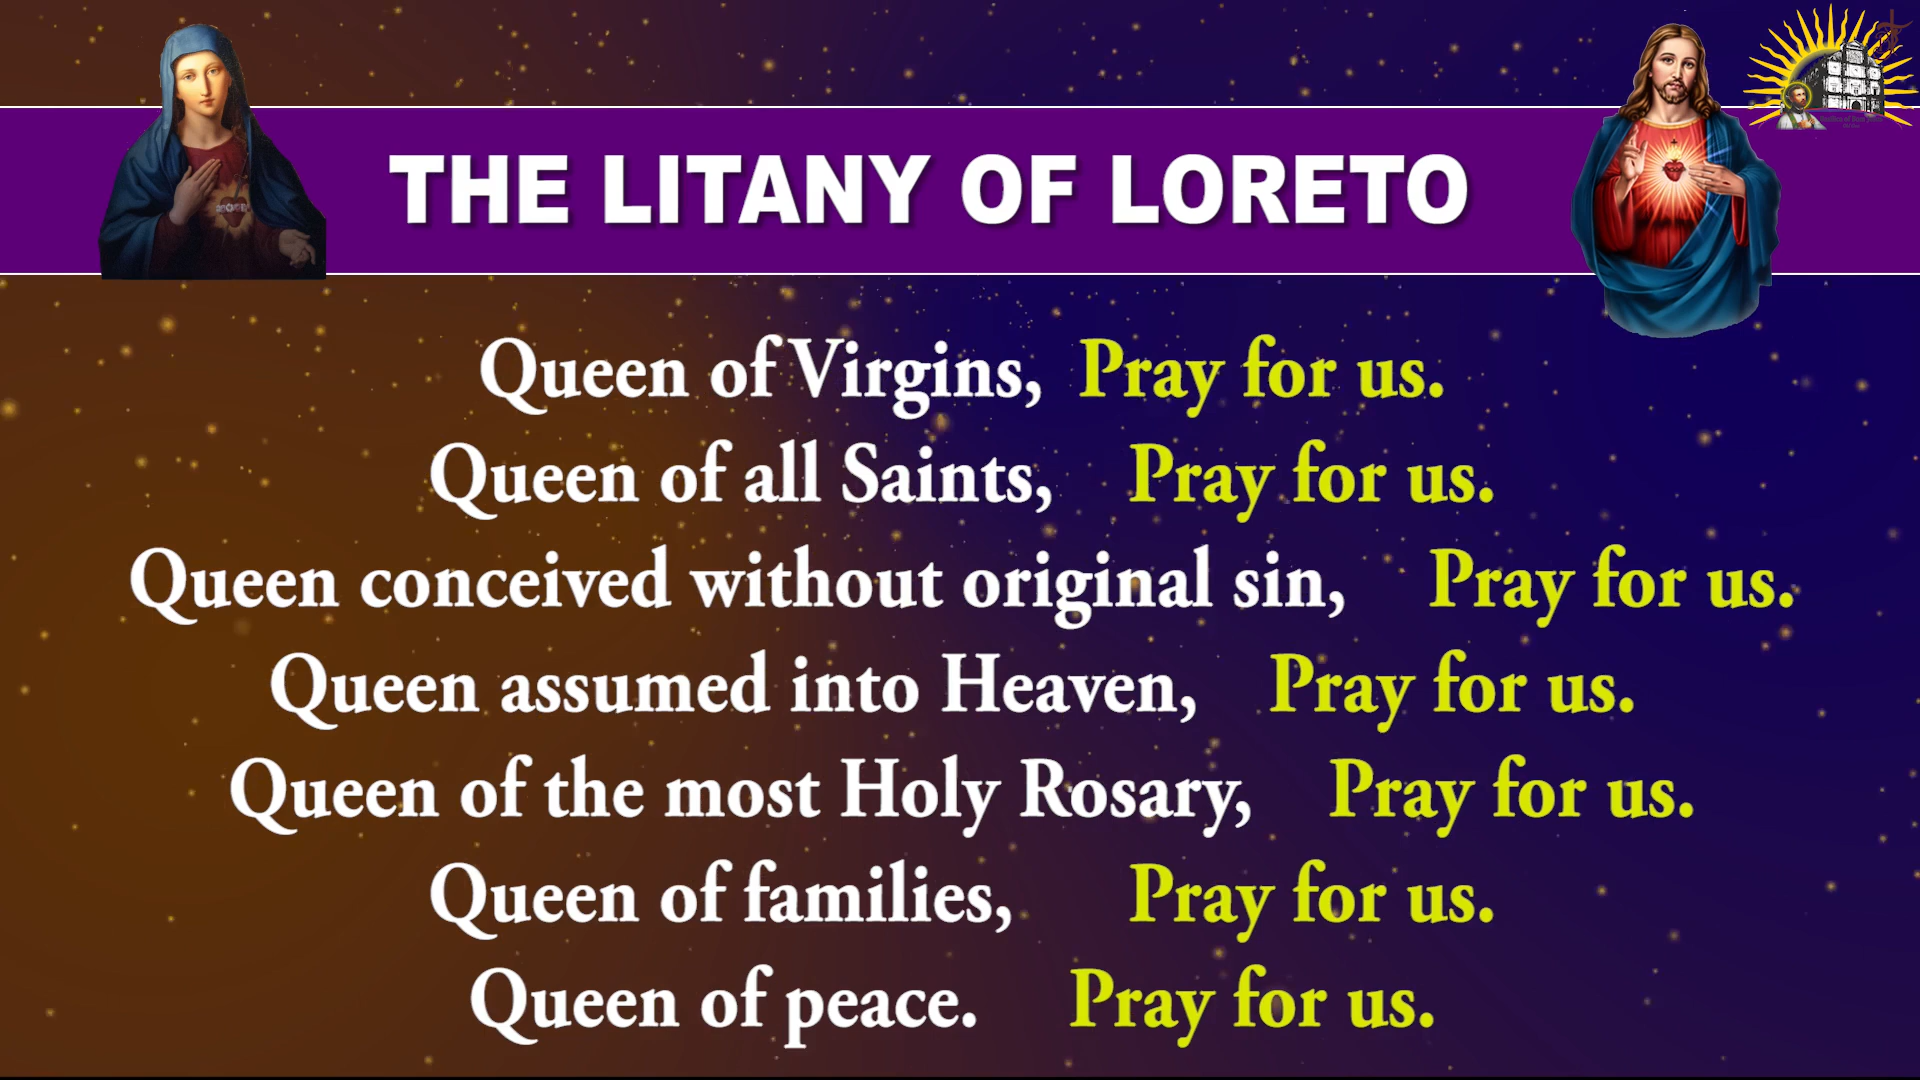 THE LITANY OF LORETO
Queen of Virgins, Pray for us.
Queen of all Saints, Pray for us.
Queen conceived without original sin, Pray for us.
Queen assumed into Heaven, Pray for us.
Queen of the most Holy Rosary, Pray for us.
Queen of families, Pray for us.
Queen of peace. Pray for us.